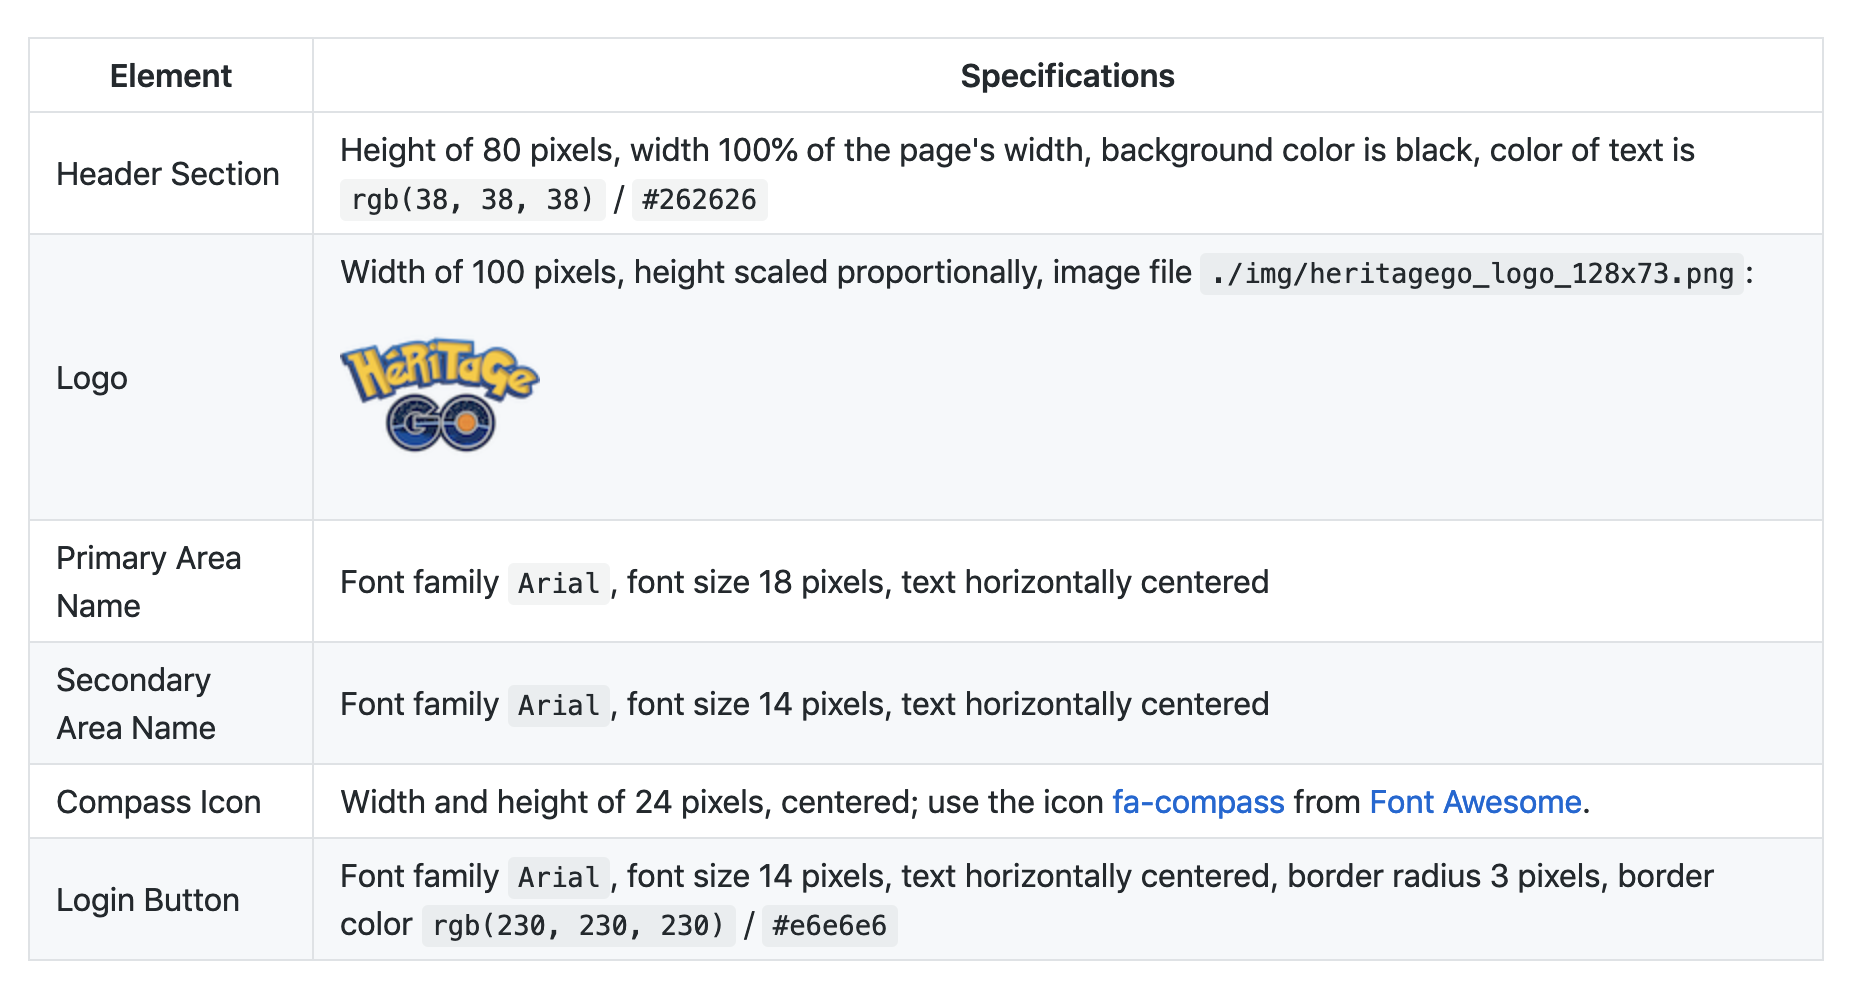 Element
Specifications
Header Section
Height of 80 pixels, width 100% of the page's width, background color is black, color of text is
rgb(38, 38, 38) / #262626
Logo
Width of 100 pixels, height scaled proportionally, image file ./img/heritagego_logo_128x73.png:
HéRiTaGe
GO
Primary Area
Name
Font family Arial, font size 18 pixels, text horizontally centered
Secondary
Area Name
Font family Arial, font size 14 pixels, text horizontally centered
Compass Icon
Width and height of 24 pixels, centered; use the icon fa-compass from Font Awesome.
Login Button
Font family Arial, font size 14 pixels, text horizontally centered, border radius 3 pixels, border
color rgb(230, 230, 230) / #e6e6e6